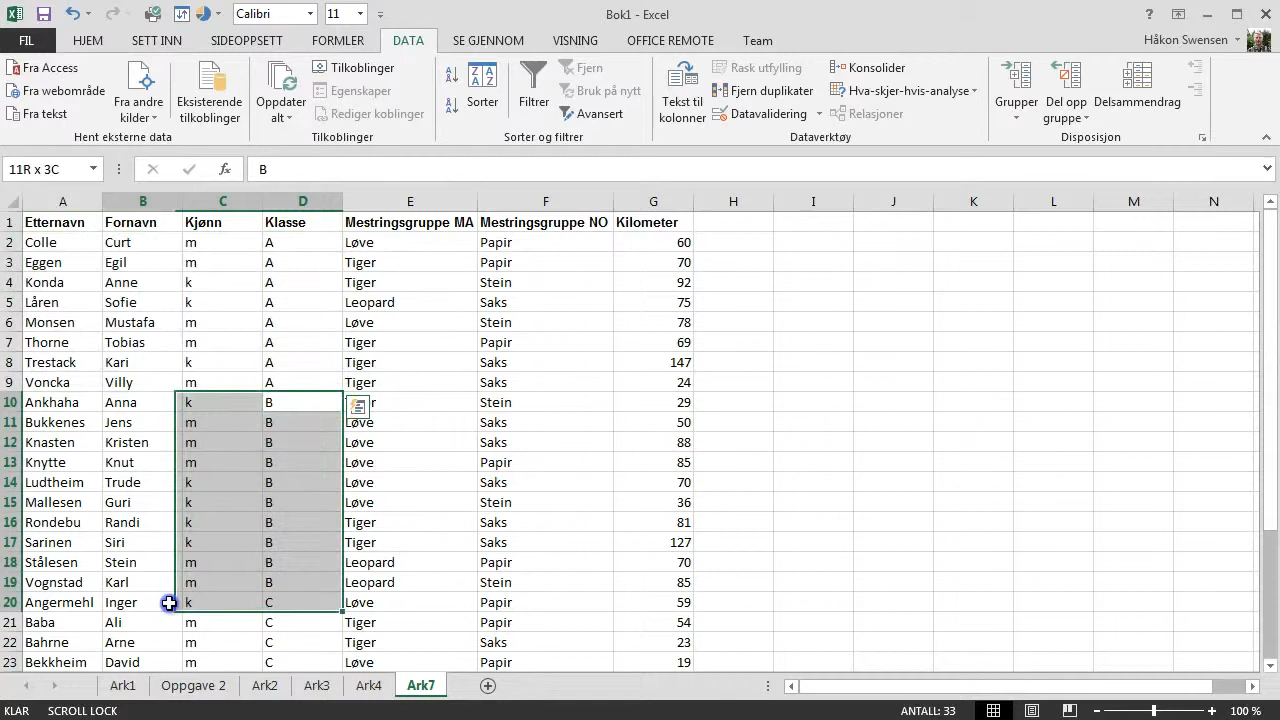 Calibri 11 Bok1 - Excel ?
FIL HJEM SETT INN SIDEOPPSETT FORMLER DATA SE GJENNOM VISNING OFFICE REMOTE Team Håkon Swensen
Fra Access
Fra webområde
Fra tekst
Fra andre kilder
Eksisterende tilkoblinger
Hent eksterne data
Oppdater alt
Tilkoblinger
Egenskaper
Rediger koblinger
Tilkoblinger
Sorter
Filtrer
Fjern
Bruk på nytt
Avansert
Sorter og filtrer
Tekst til kolonner
Rask utfylling
Fjern duplikater
Datavalidering
Konsolider
Hva-skjer-hvis-analyse
Relasjoner
Dataverktøy
Grupper
Del opp gruppe
Delsammendrag
Disposisjon
11R x 3C fx B
A B C D E F G H I J K L M N
1 Etternavn Fornavn Kjønn Klasse Mestringsgruppe MA Mestringsgruppe NO Kilometer
2 Colle Curt m A Løve Papir 60
3 Eggen Egil m A Tiger Papir 70
4 Konda Anne k A Tiger Stein 92
5 Låren Sofie k A Leopard Saks 75
6 Monsen Mustafa m A Løve Stein 78
7 Thorne Tobias m A Tiger Papir 69
8 Trestack Kari k A Tiger Saks 147
9 Voncka Villy m A Tiger Saks 24
10 Ankhaha Anna k B r Stein 29
11 Bukkenes Jens m B Løve Saks 50
12 Knasten Kristen m B Løve Saks 88
13 Knytte Knut m B Løve Papir 85
14 Ludtheim Trude k B Løve Saks 70
15 Mallesen Guri k B Løve Stein 36
16 Rondebu Randi k B Tiger Saks 81
17 Sarinen Siri k B Tiger Saks 127
18 Stålesen Stein m B Leopard Papir 70
19 Vognstad Karl m B Leopard Stein 85
20 Angermehl Inger k C Løve Papir 59
21 Baba Ali m C Tiger Papir 54
22 Bahrne Arne m C Tiger Saks 23
23 Bekkheim David m C Løve Papir 19
Ark1 Oppgave 2 Ark2 Ark3 Ark4 Ark7
KLAR SCROLL LOCK ANTALL: 33 100 %